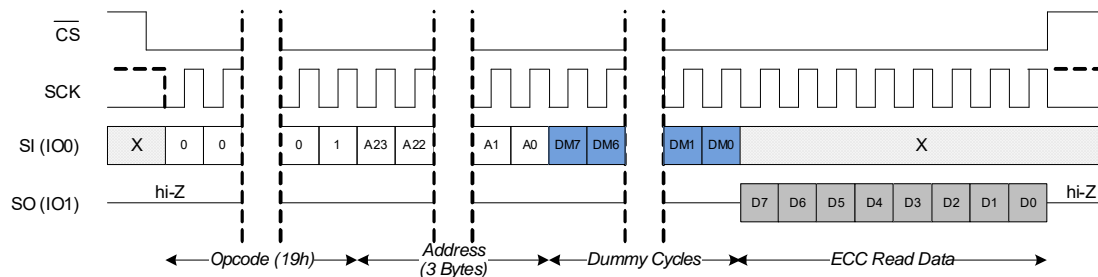 CS
SCK
SI (IO0) X 0 0 0 1 A23 A22 A1 A0 DM7 DM6 DM1 DM0 X
hi-Z hi-Z
SO (IO1) D7 D6 D5 D4 D3 D2 D1 D0
Opcode (19h) Address Dummy Cycles ECC Read Data
(3 Bytes)